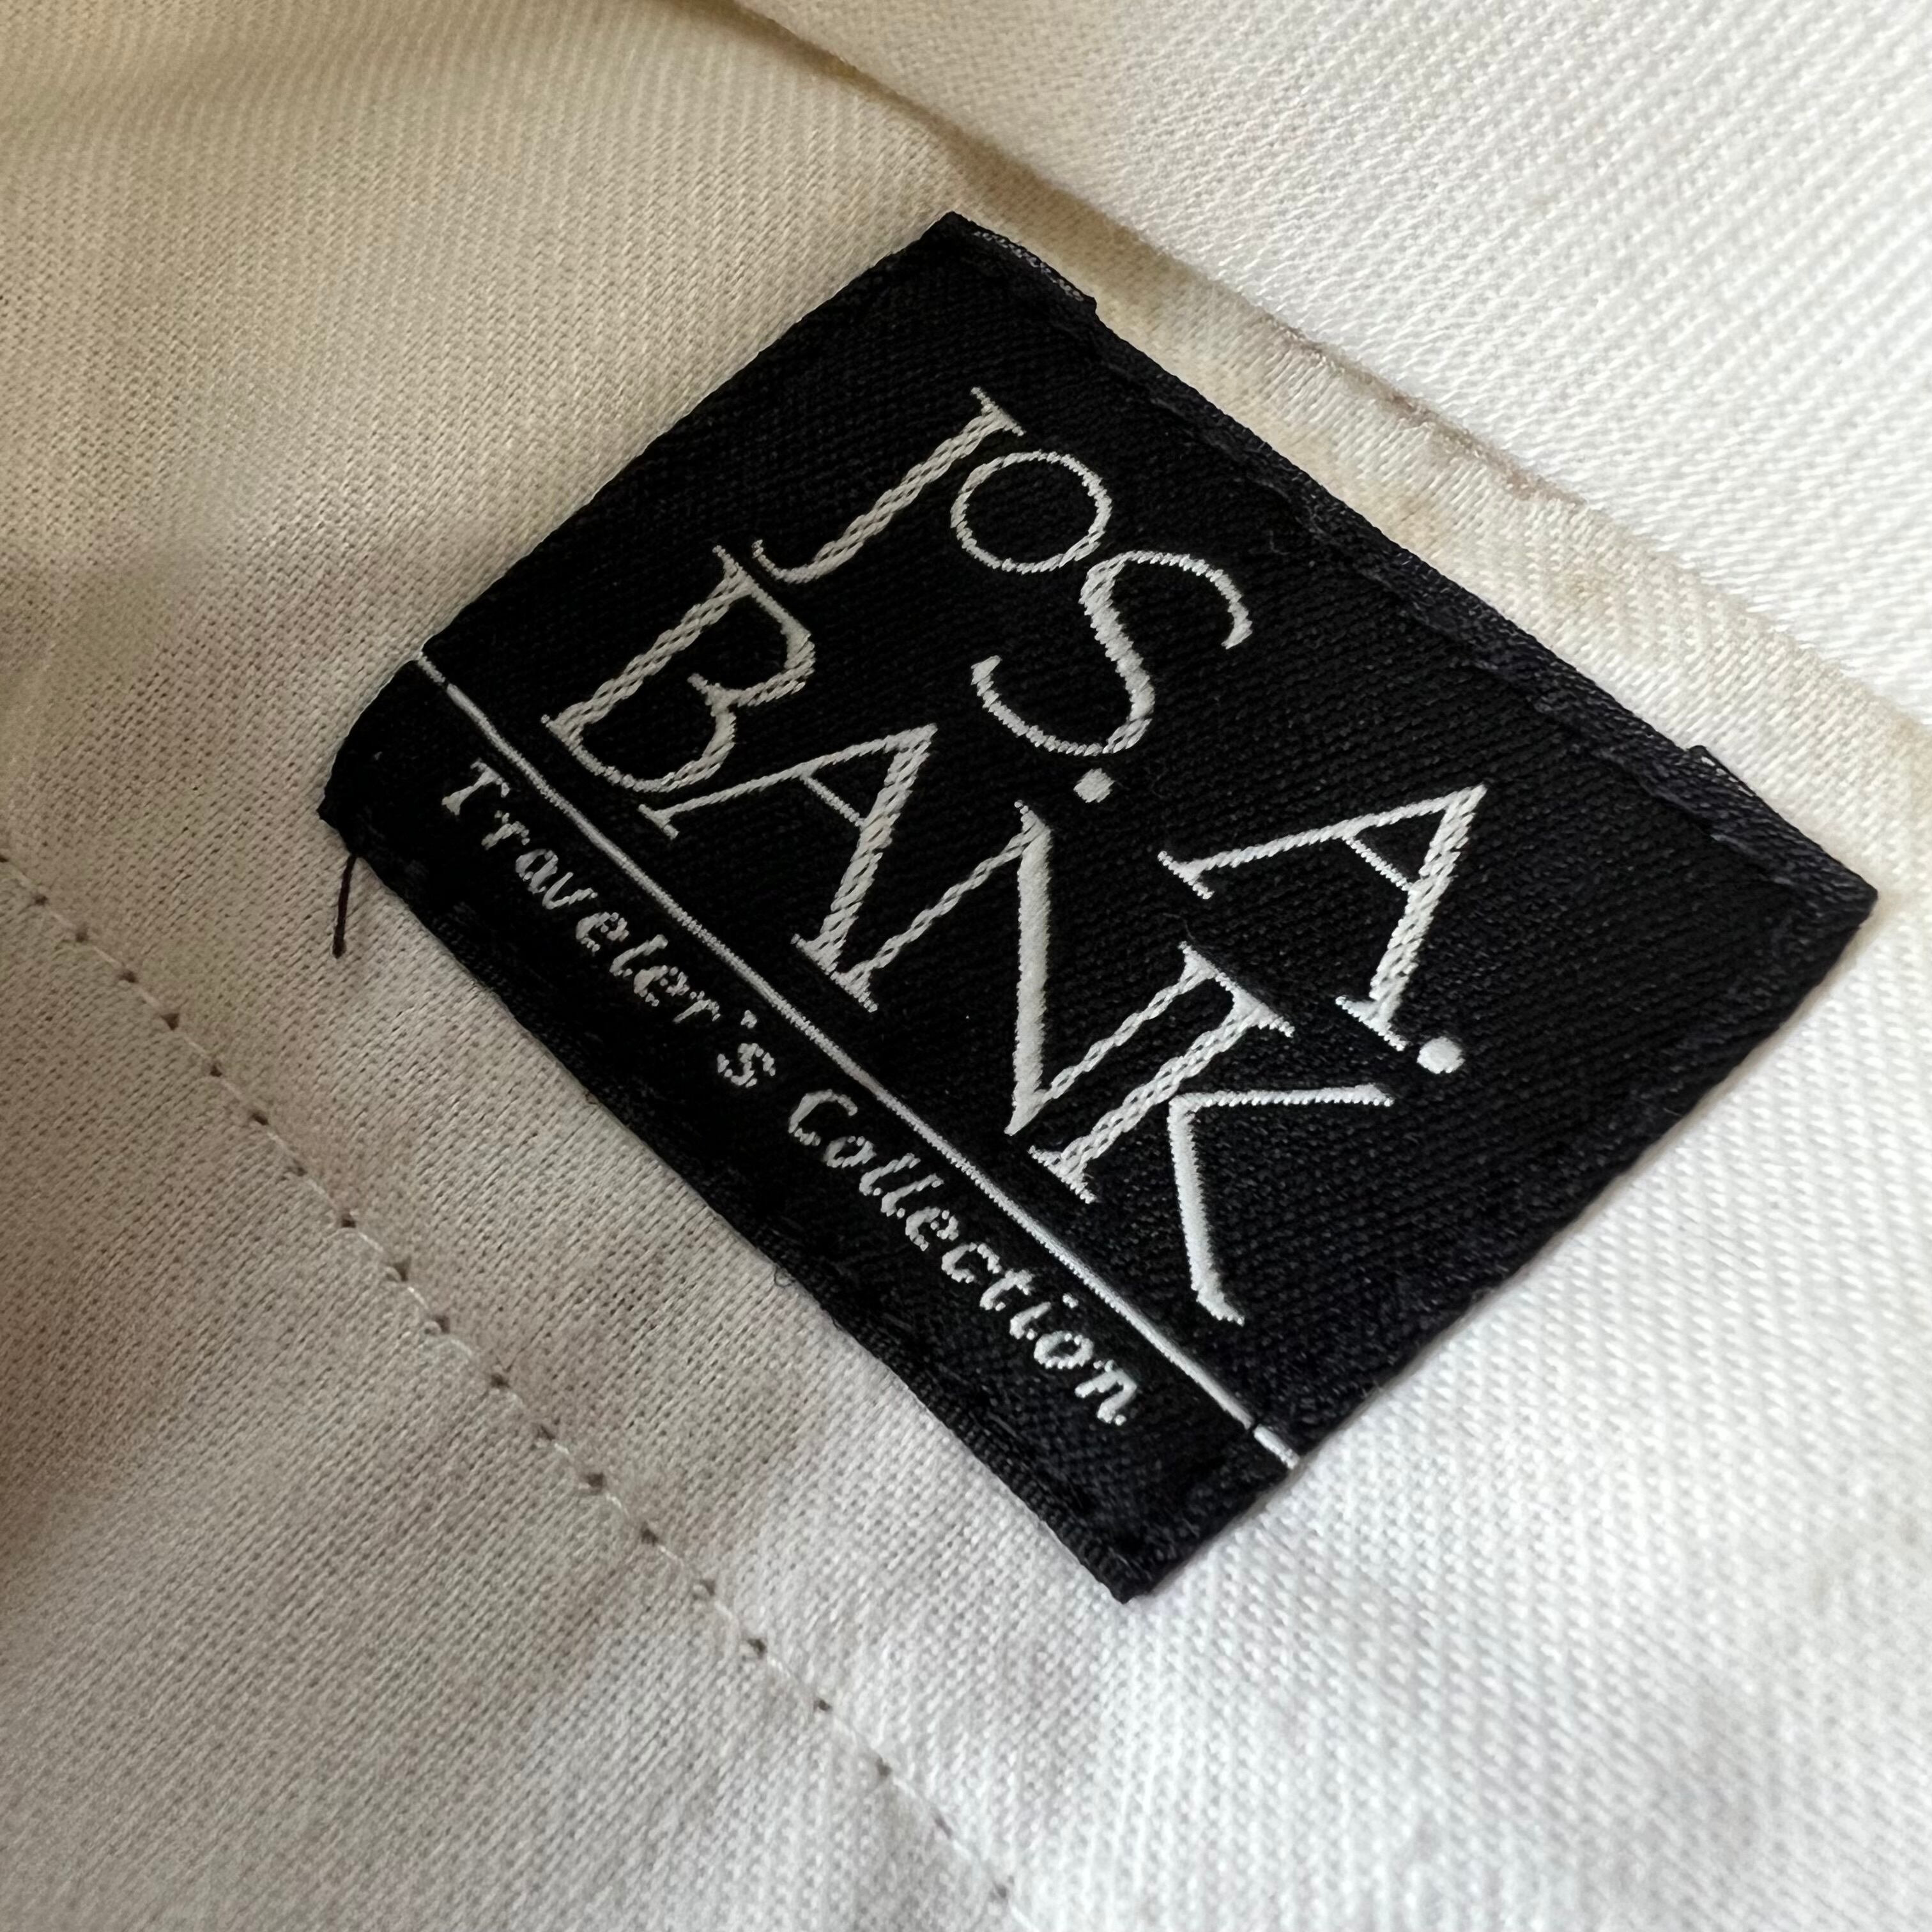 JOS. A.
BANK
Traveler's Collection